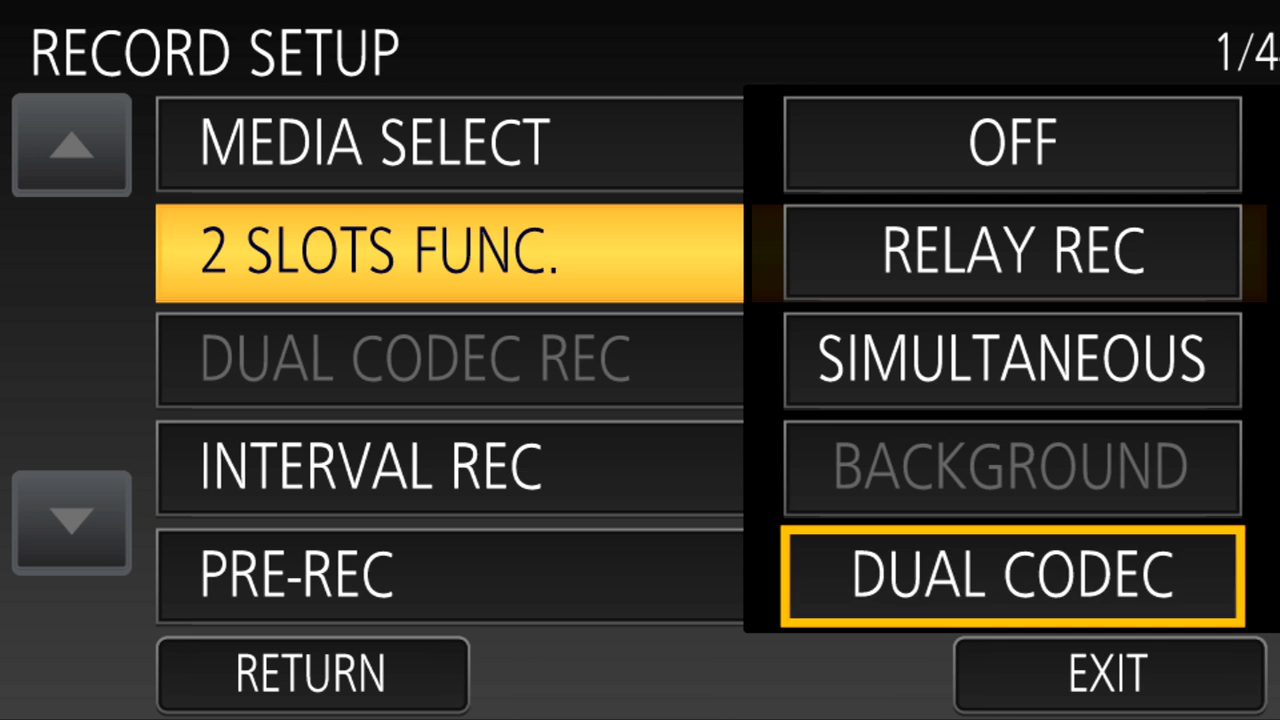 RECORD SETUP
1/4
MEDIA SELECT
OFF
2 SLOTS FUNC.
RELAY REC
DUAL CODEC REC
SIMULTANEOUS
INTERVAL REC
BACKGROUND
PRE-REC
DUAL CODEC
RETURN
EXIT